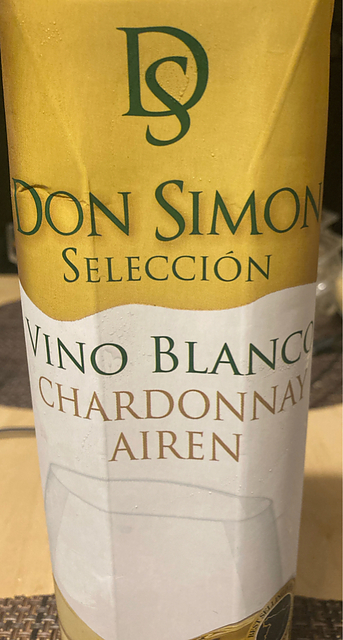 DS
DON SIMON
SELECCIÓN
VINO BLANCO
CHARDONNAY
AIREN